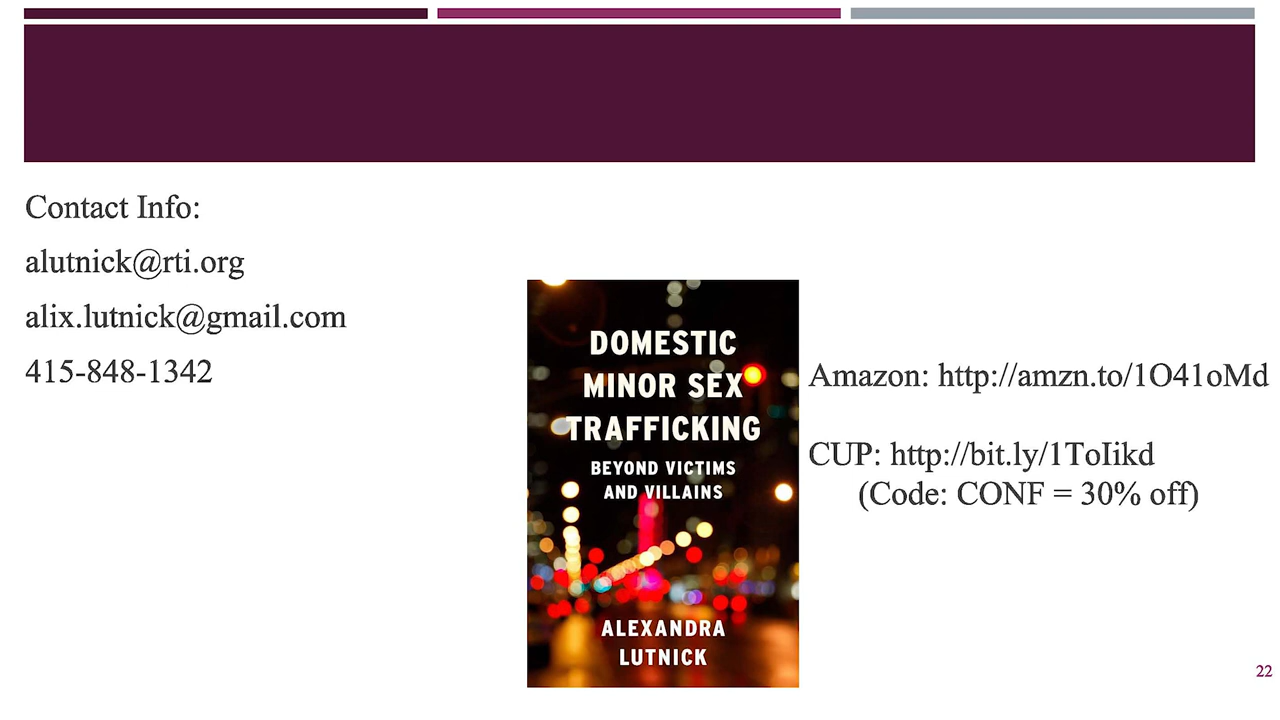 Contact Info:
alutnick@rti.org
alix.lutnick@gmail.com
415-848-1342
DOMESTIC
MINOR SEX
TRAFFICKING
BEYOND VICTIMS
AND VILLAINS
ALEXANDRA
LUTNICK
Amazon: http://amzn.to/1O41oMd
CUP: http://bit.ly/1ToIikd
(Code: CONF = 30% off)
22